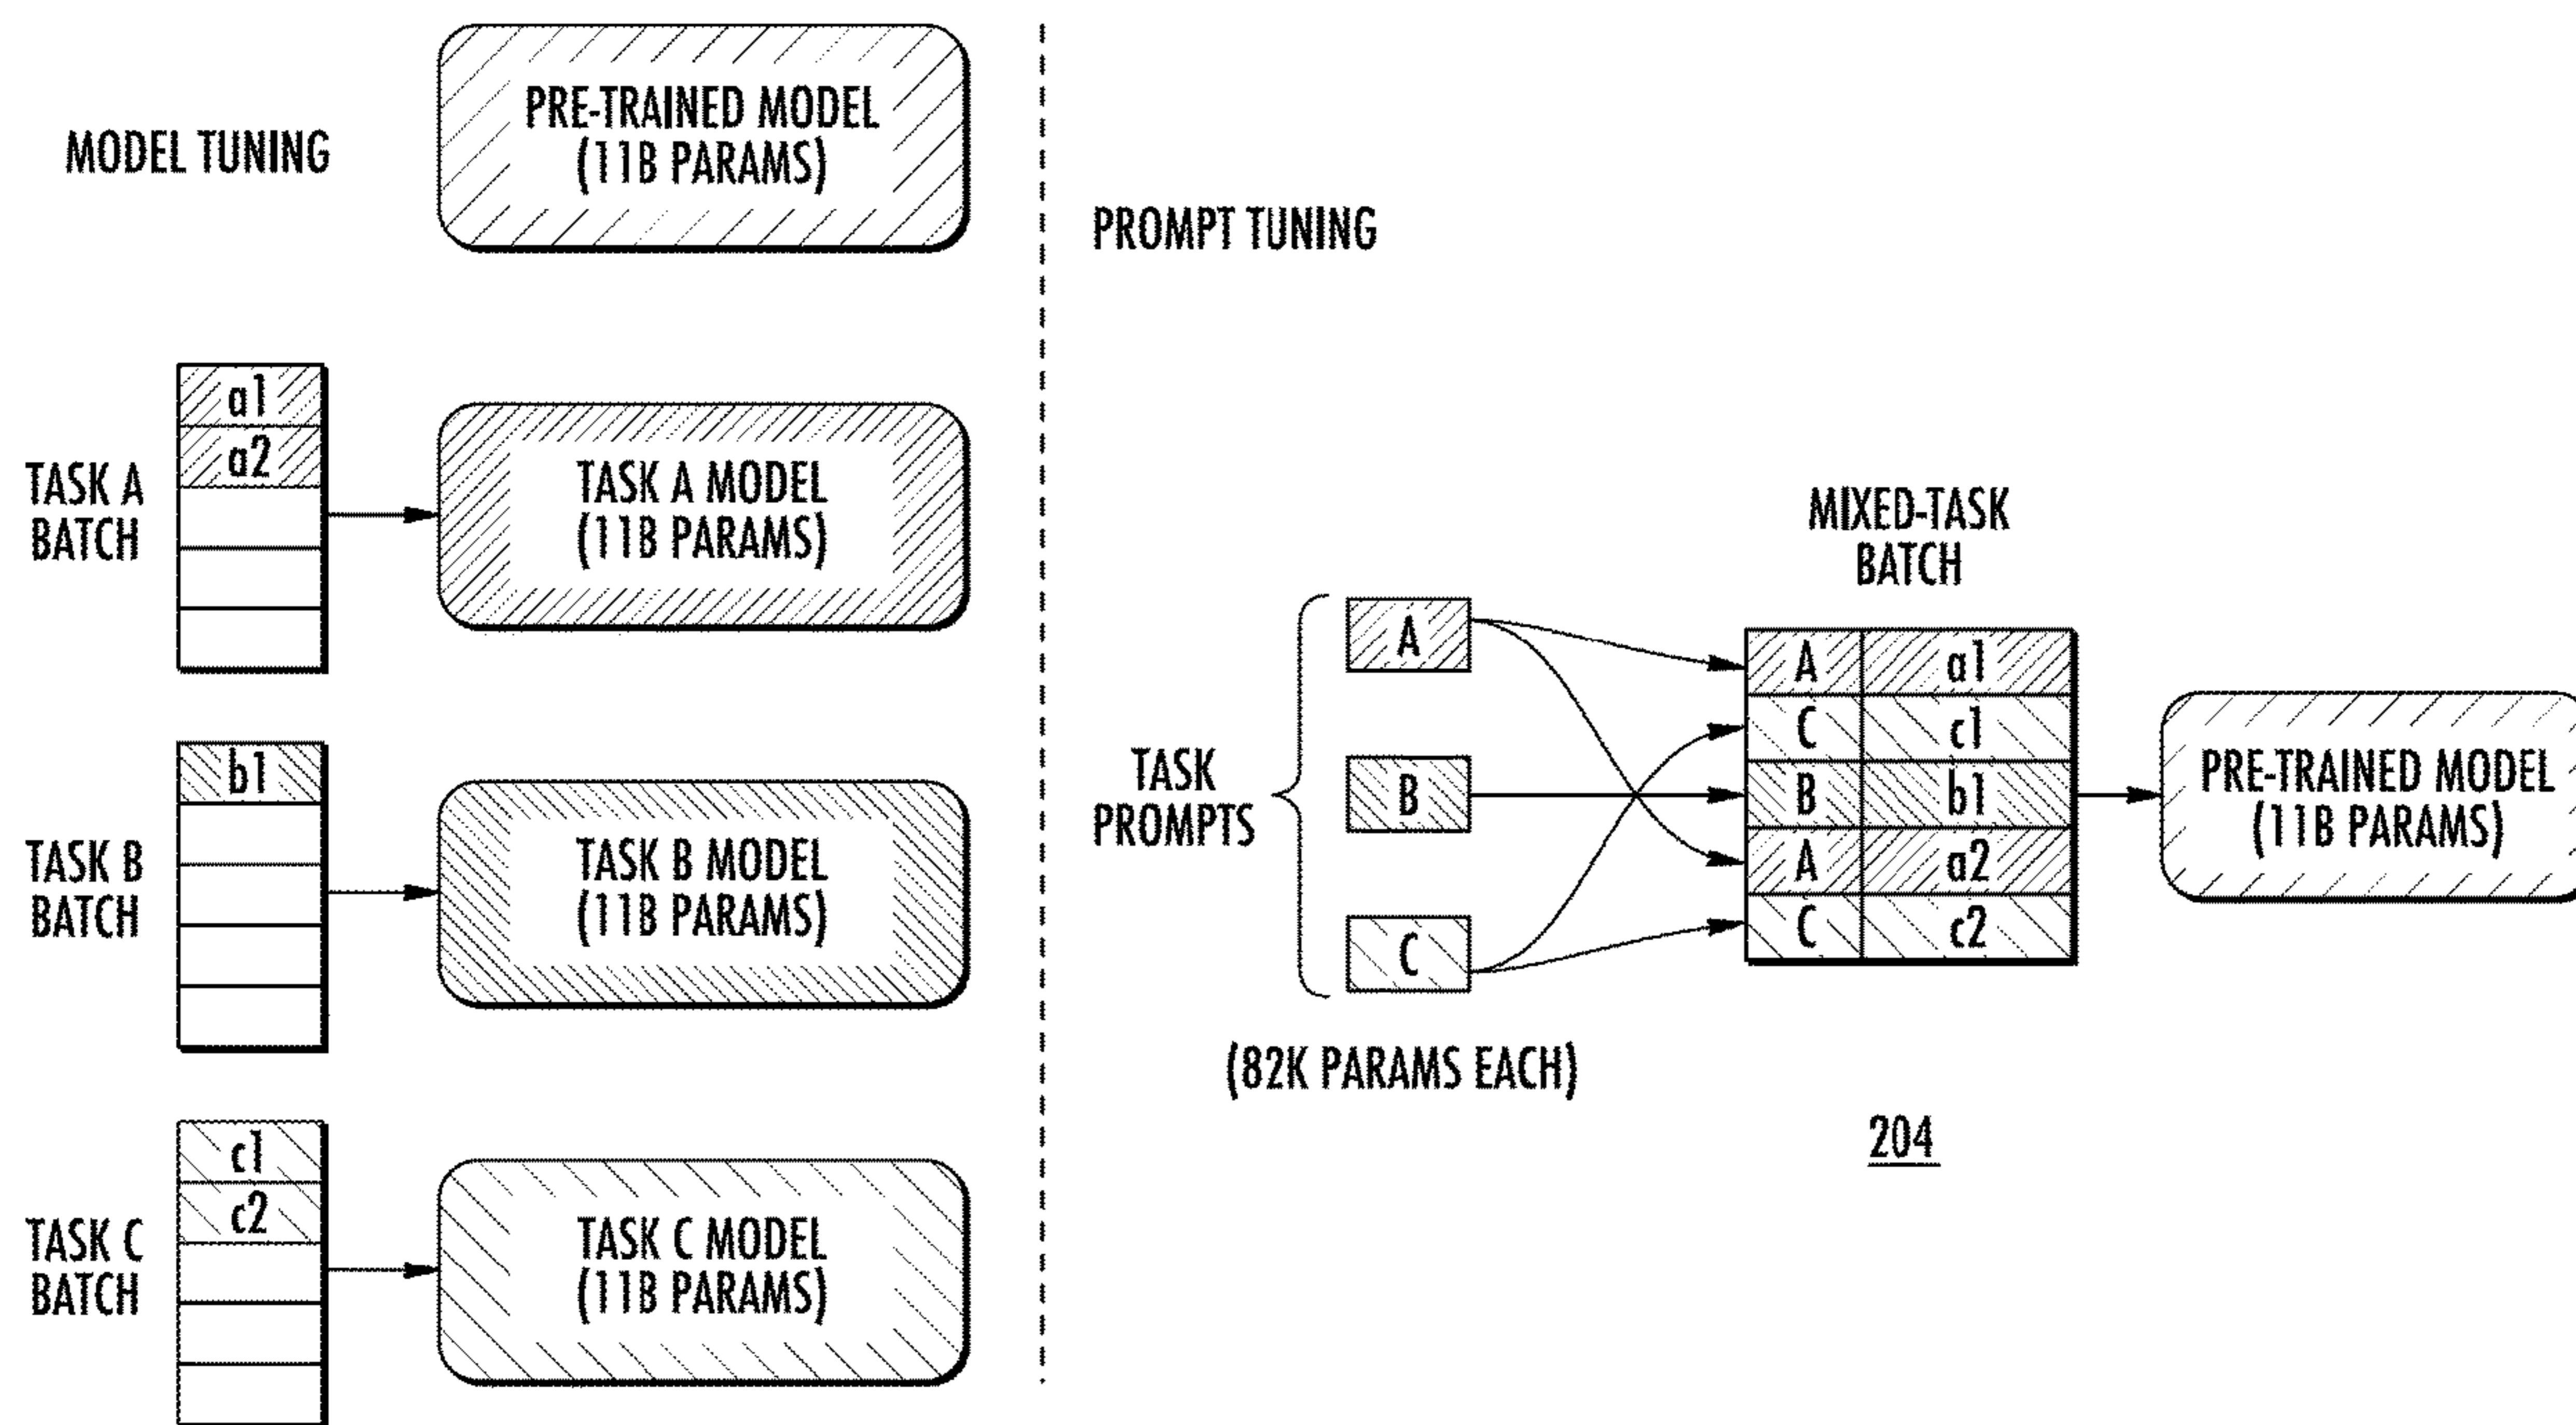 MODEL TUNING
PRE-TRAINED MODEL
(11B PARAMS)
TASK A
BATCH
a1
a2
TASK A MODEL
(11B PARAMS)
TASK B
BATCH
b1
TASK B MODEL
(11B PARAMS)
TASK C
BATCH
c1
c2
TASK C MODEL
(11B PARAMS)
PROMPT TUNING
TASK
PROMPTS
A
B
C
(82K PARAMS EACH)
MIXED-TASK
BATCH
A a1
C c1
B b1
A a2
C c2
PRE-TRAINED MODEL
(11B PARAMS)
204